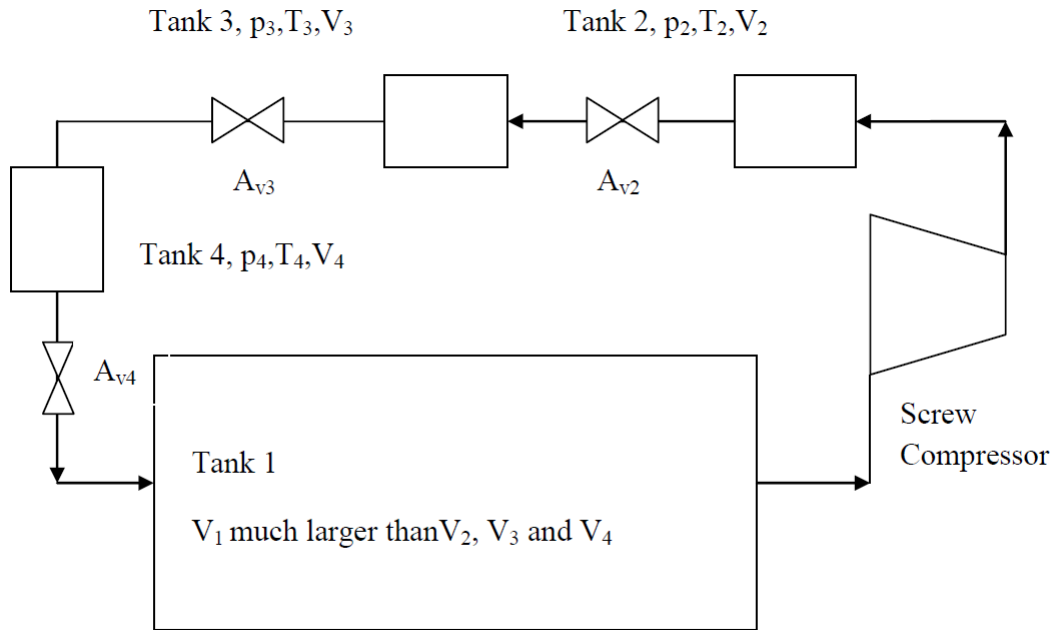 Tank 3, p₃,T₃,V₃
Tank 2, p₂,T₂,V₂
Aᵥ₃
Aᵥ₂
Tank 4, p₄,T₄,V₄
Aᵥ₄
Screw
Compressor
Tank 1
V₁ much larger thanV₂, V₃ and V₄